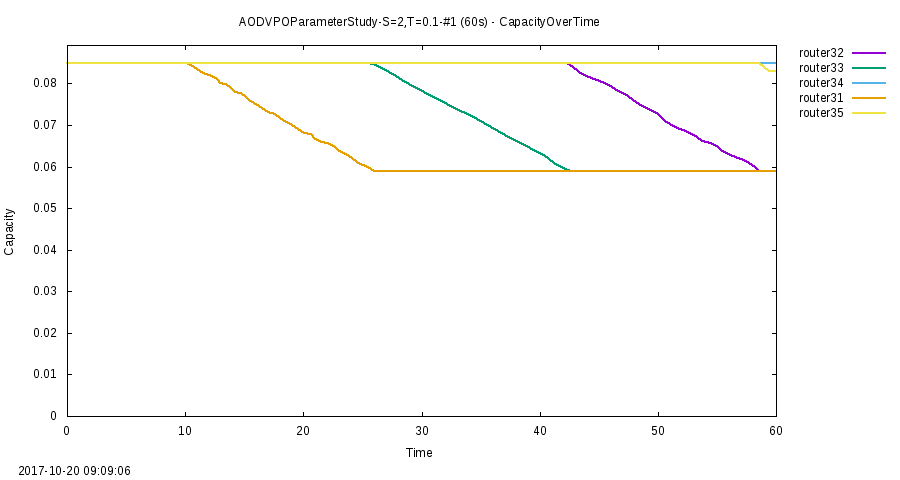 AODVPOParameterStudy-S=2,T=0.1-#1 (60s) - CapacityOverTime
router32
router33
router34
router31
router35
0.08
0.07
0.06
0.05
0.04
0.03
0.02
0.01
0
Capacity
0 10 20 30 40 50 60
Time
2017-10-20 09:09:06